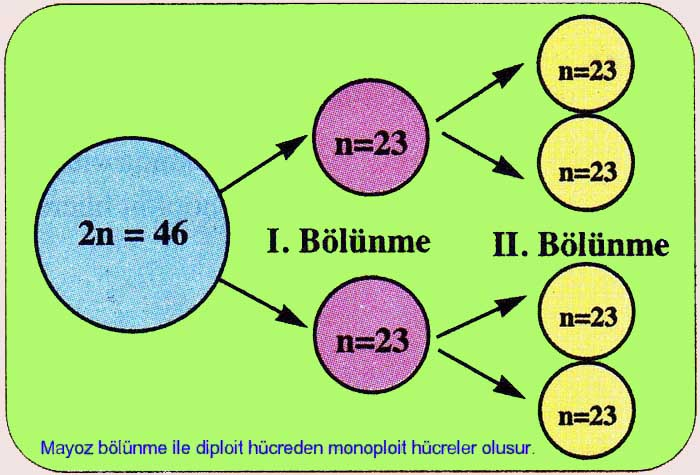 n=23
n=23
n=23
2n = 46
I. Bölünme
II. Bölünme
n=23
n=23
n=23
Mayoz bölünme ile diploit hücreden monoploit hücreler olusur.